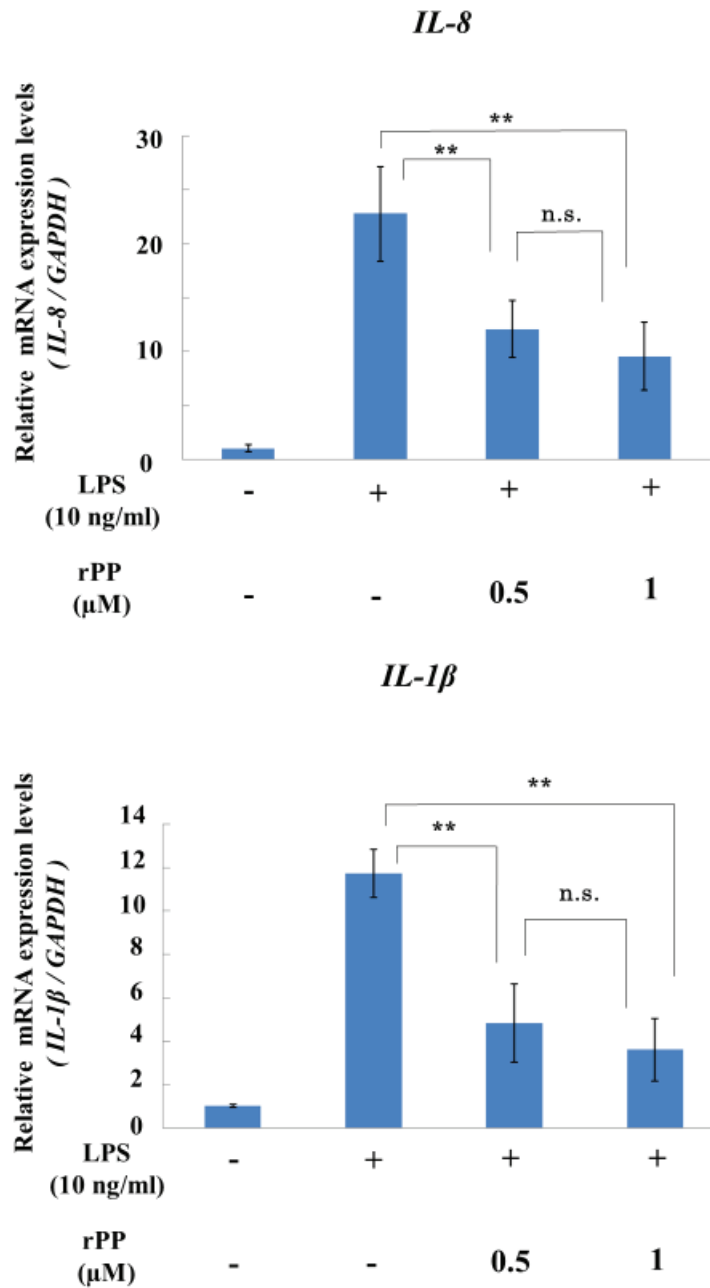 IL-8
Relative mRNA expression levels
( IL-8 / GAPDH )
30
20
10
0
**
**
n.s.
LPS - + + +
(10 ng/ml)
rPP - - 0.5 1
(μM)
IL-1β
Relative mRNA expression levels
( IL-1β / GAPDH )
14
12
10
8
6
4
2
0
**
**
n.s.
LPS - + + +
(10 ng/ml)
rPP - - 0.5 1
(μM)